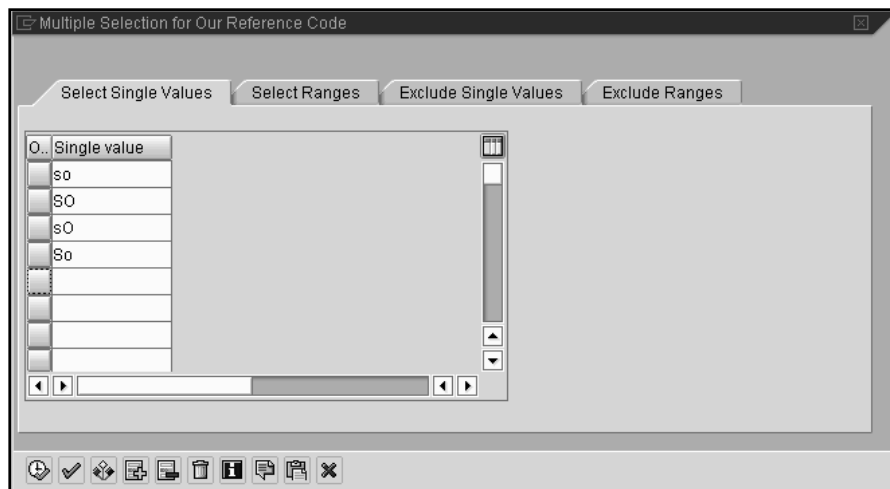 Multiple Selection for Our Reference Code
Select Single Values Select Ranges Exclude Single Values Exclude Ranges
O.. Single value
so
SO
sO
So